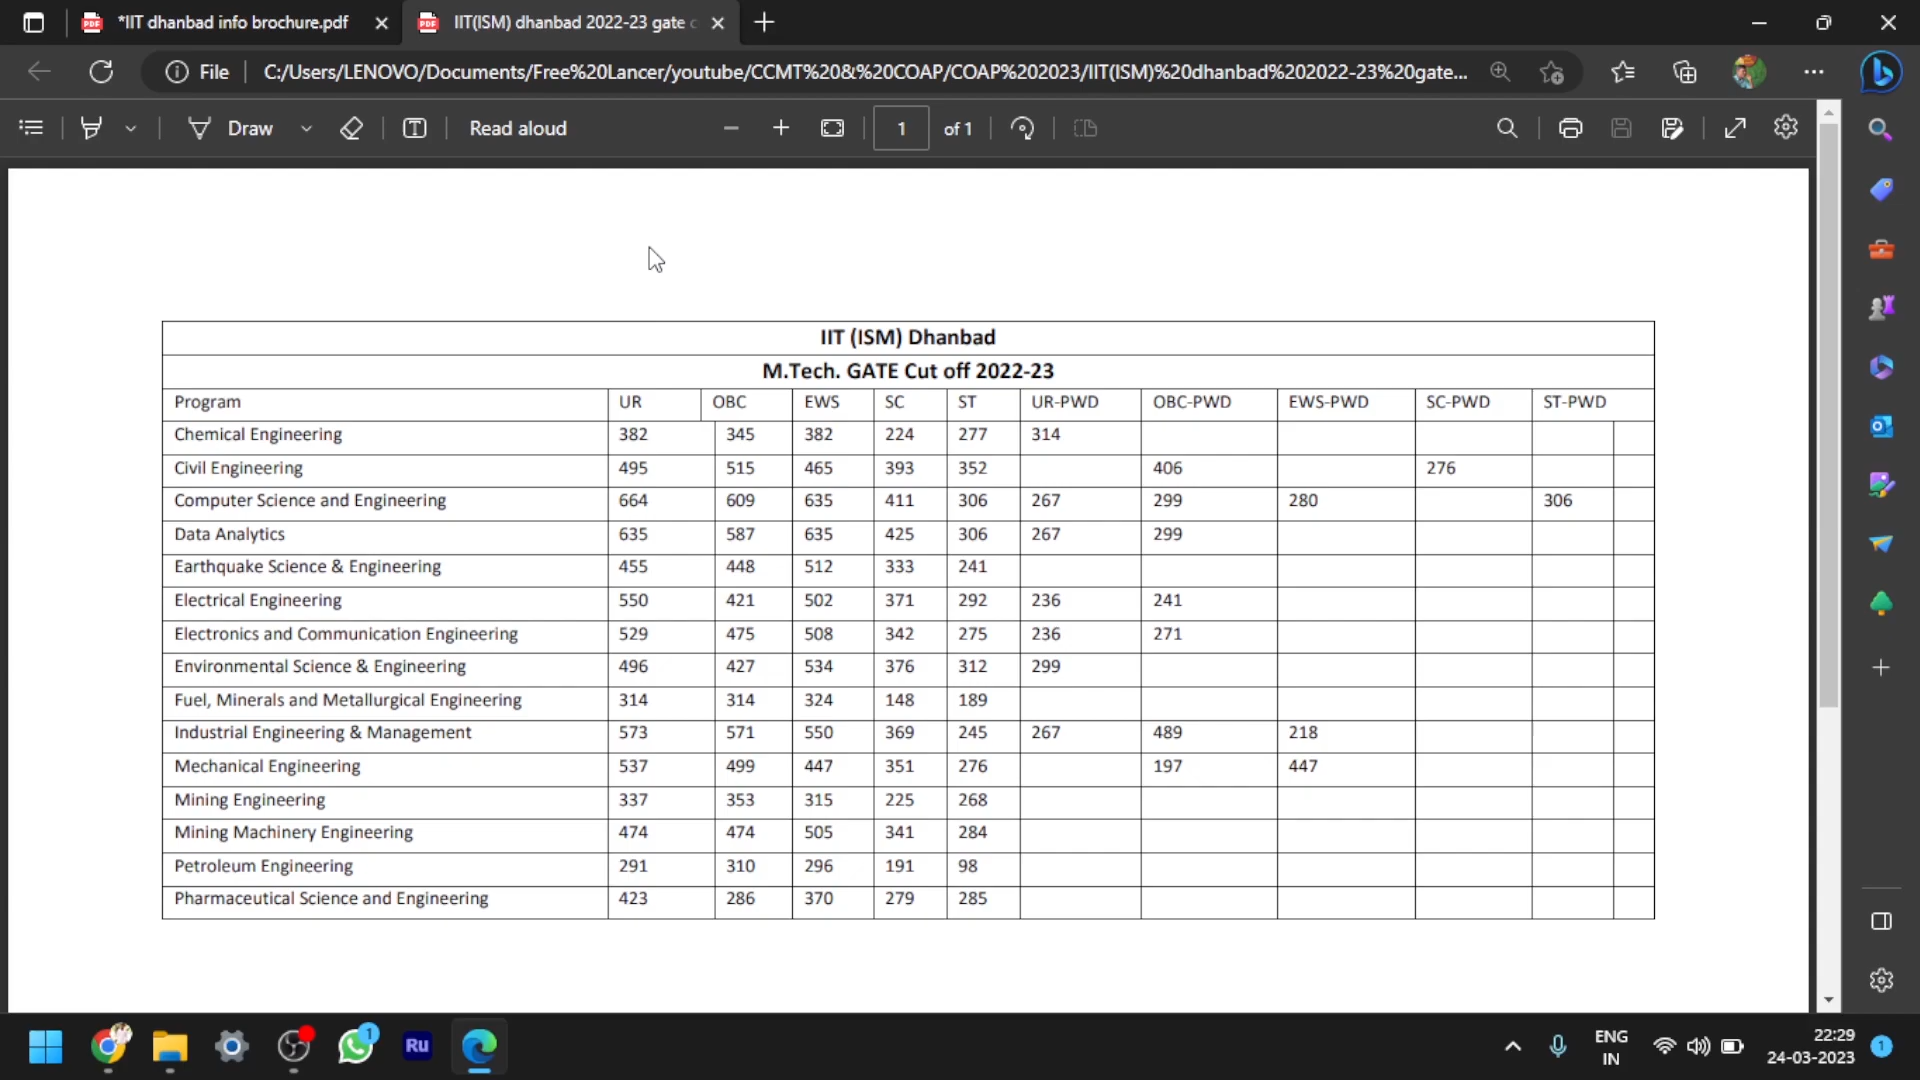 *IIT dhanbad info brochure.pdf
IIT(ISM) dhanbad 2022-23 gate c
File C:/Users/LENOVO/Documents/Free%20Lancer/youtube/CCMT%20&%20COAP/COAP%202023/IIT(ISM)%20dhanbad%202022-23%20gate...
Draw Read aloud 1 of 1
IIT (ISM) Dhanbad
M.Tech. GATE Cut off 2022-23
Program UR OBC EWS SC ST UR-PWD OBC-PWD EWS-PWD SC-PWD ST-PWD
Chemical Engineering 382 345 382 224 277 314
Civil Engineering 495 515 465 393 352 406 276
Computer Science and Engineering 664 609 635 411 306 267 299 280 306
Data Analytics 635 587 635 425 306 267 299
Earthquake Science & Engineering 455 448 512 333 241
Electrical Engineering 550 421 502 371 292 236 241
Electronics and Communication Engineering 529 475 508 342 275 236 271
Environmental Science & Engineering 496 427 534 376 312 299
Fuel, Minerals and Metallurgical Engineering 314 314 324 148 189
Industrial Engineering & Management 573 571 550 369 245 267 489 218
Mechanical Engineering 537 499 447 351 276 197 447
Mining Engineering 337 353 315 225 268
Mining Machinery Engineering 474 474 505 341 284
Petroleum Engineering 291 310 296 191 98
Pharmaceutical Science and Engineering 423 286 370 279 285
1
Ru
ENG
IN
22:29
24-03-2023
1